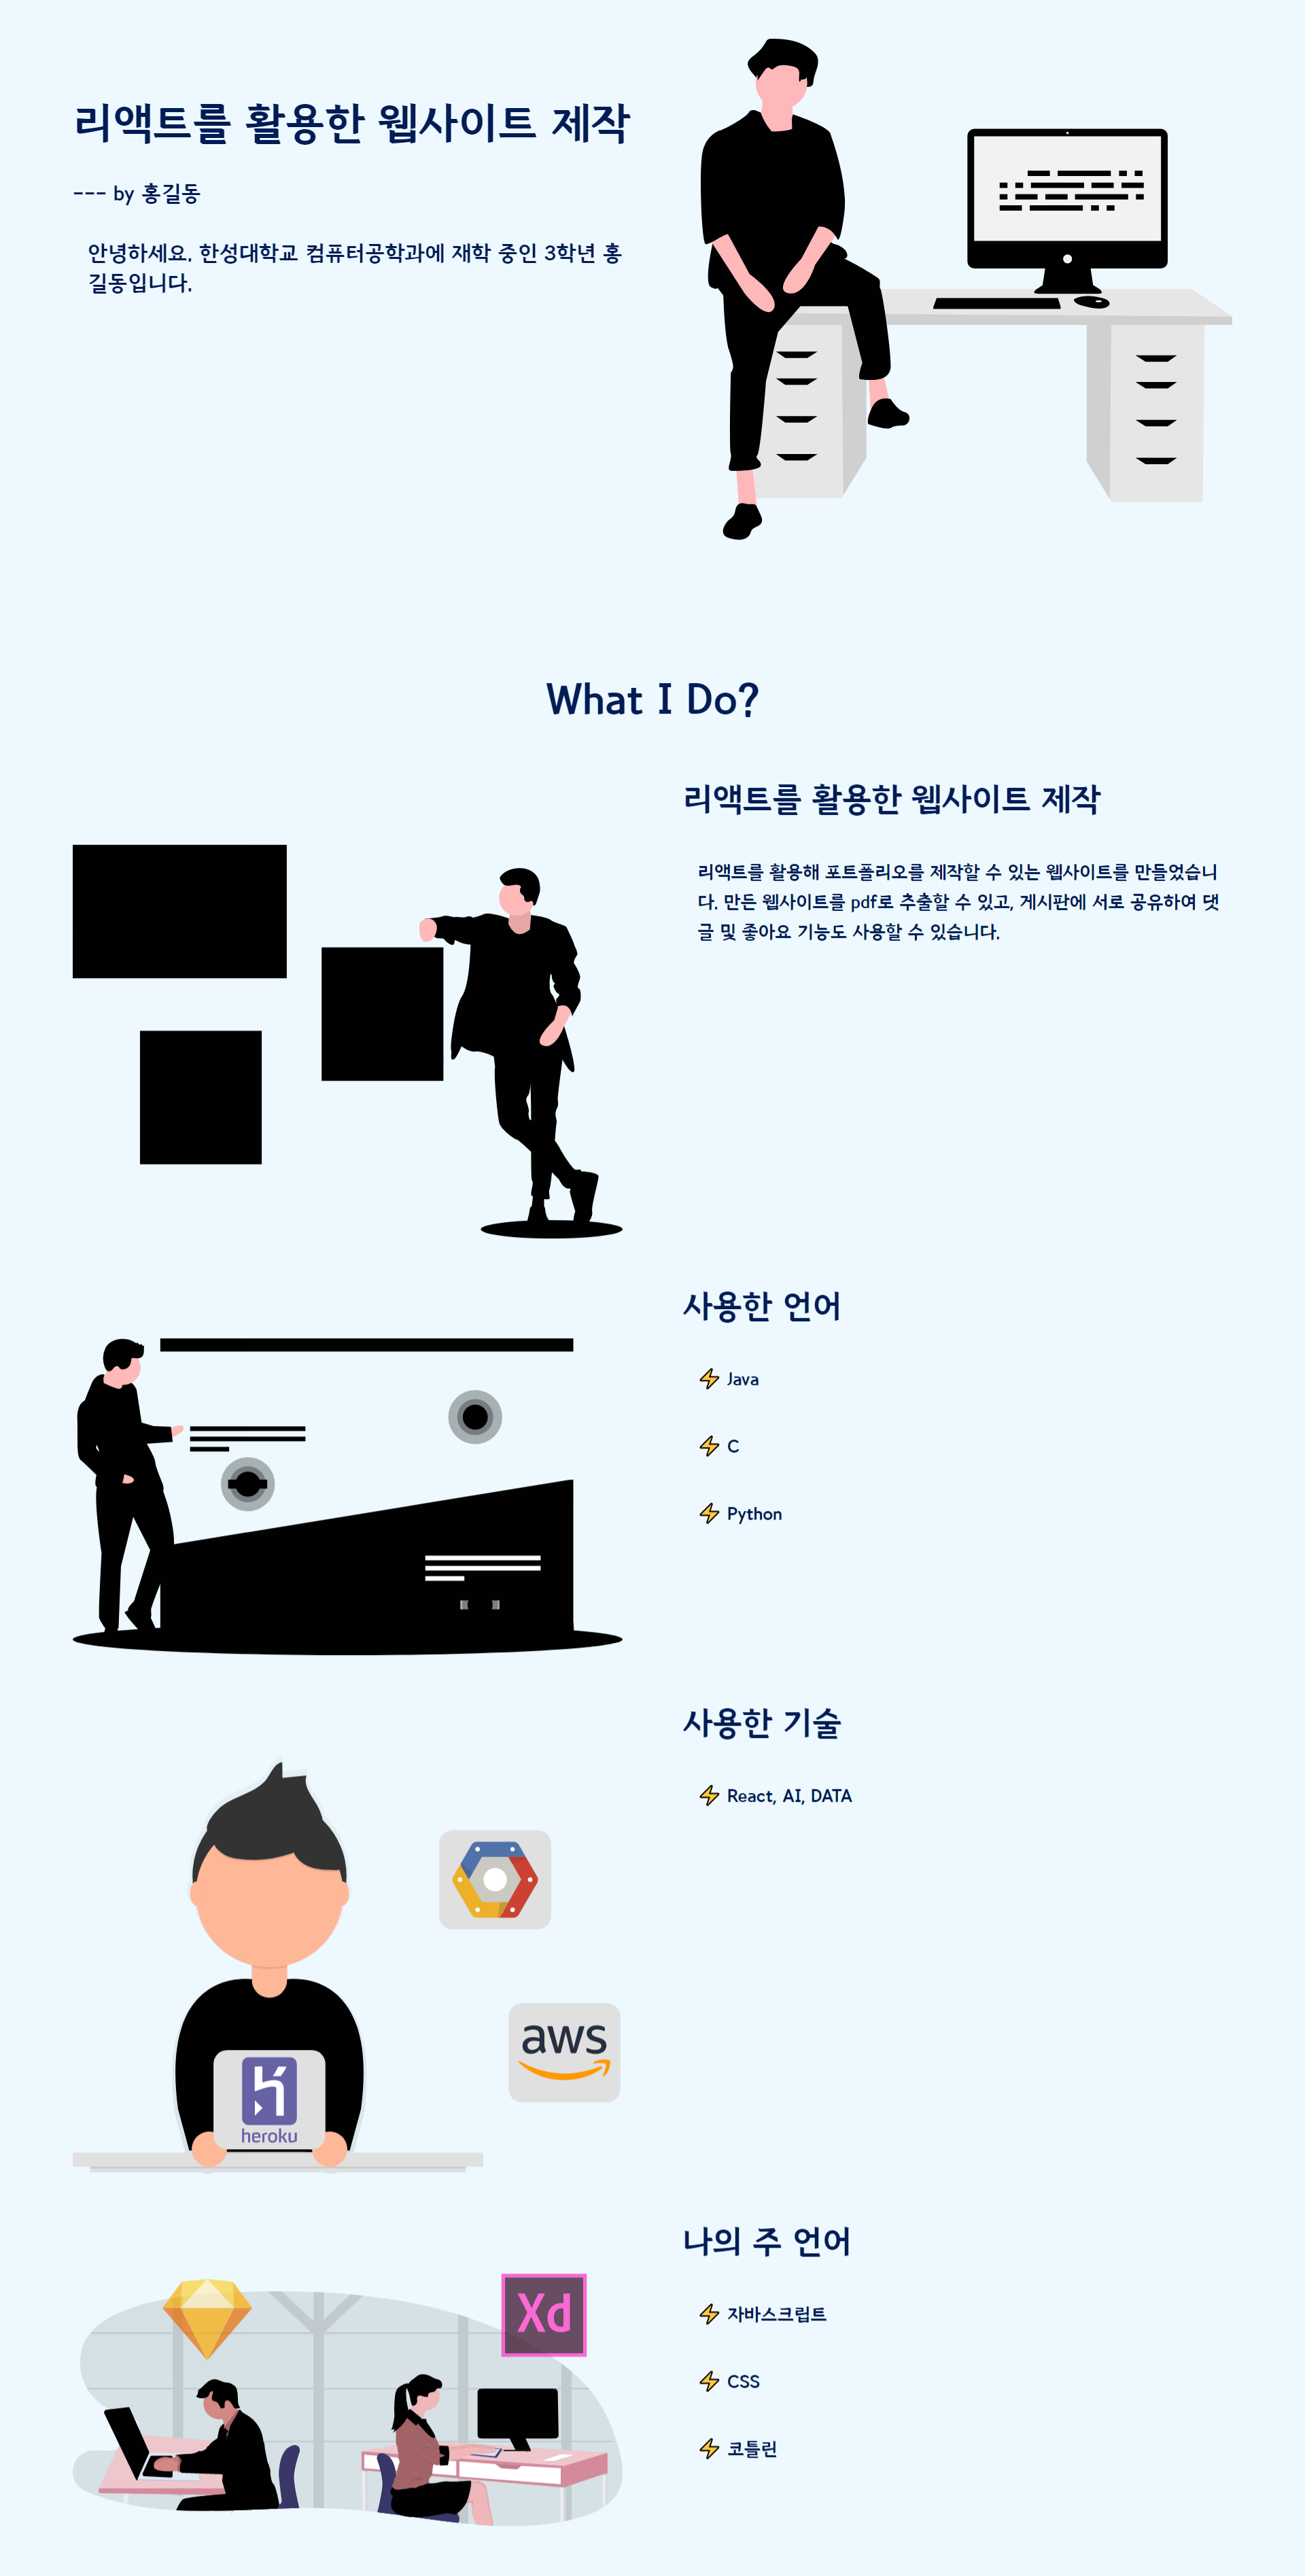 리액트를 활용한 웹사이트 제작
--- by 홍길동
안녕하세요. 한성대학교 컴퓨터공학과에 재학 중인 3학년 홍
길동입니다.
What I Do?
리액트를 활용한 웹사이트 제작
리액트를 활용해 포트폴리오를 제작할 수 있는 웹사이트를 만들었습니
다. 만든 웹사이트를 pdf로 추출할 수 있고, 게시판에 서로 공유하여 댓
글 및 좋아요 기능도 사용할 수 있습니다.
사용한 언어
⚡ Java
⚡ C
⚡ Python
사용한 기술
⚡ React, AI, DATA
aws
heroku
나의 주 언어
Xd
⚡ 자바스크립트
⚡ CSS
⚡ 코틀린